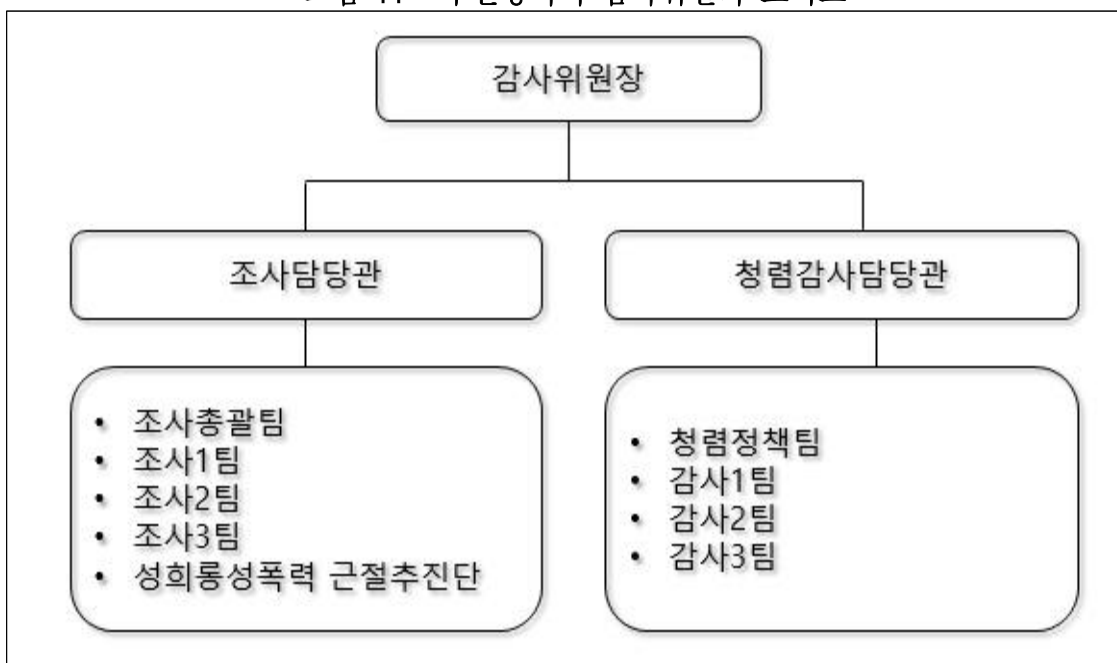 감사위원장
조사담당관
청렴감사담당관
• 조사총괄팀
• 조사1팀
• 조사2팀
• 조사3팀
• 성희롱성폭력 근절추진단
• 청렴정책팀
• 감사1팀
• 감사2팀
• 감사3팀